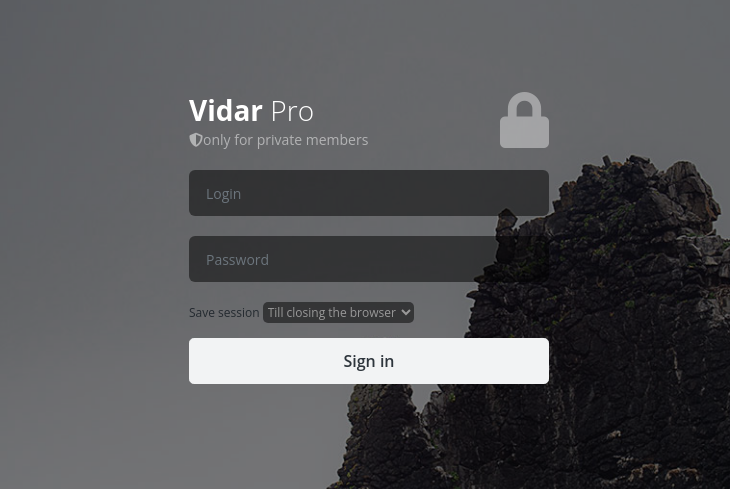 Vidar Pro
only for private members
Login
Password
Save session Till closing the browser
Sign in